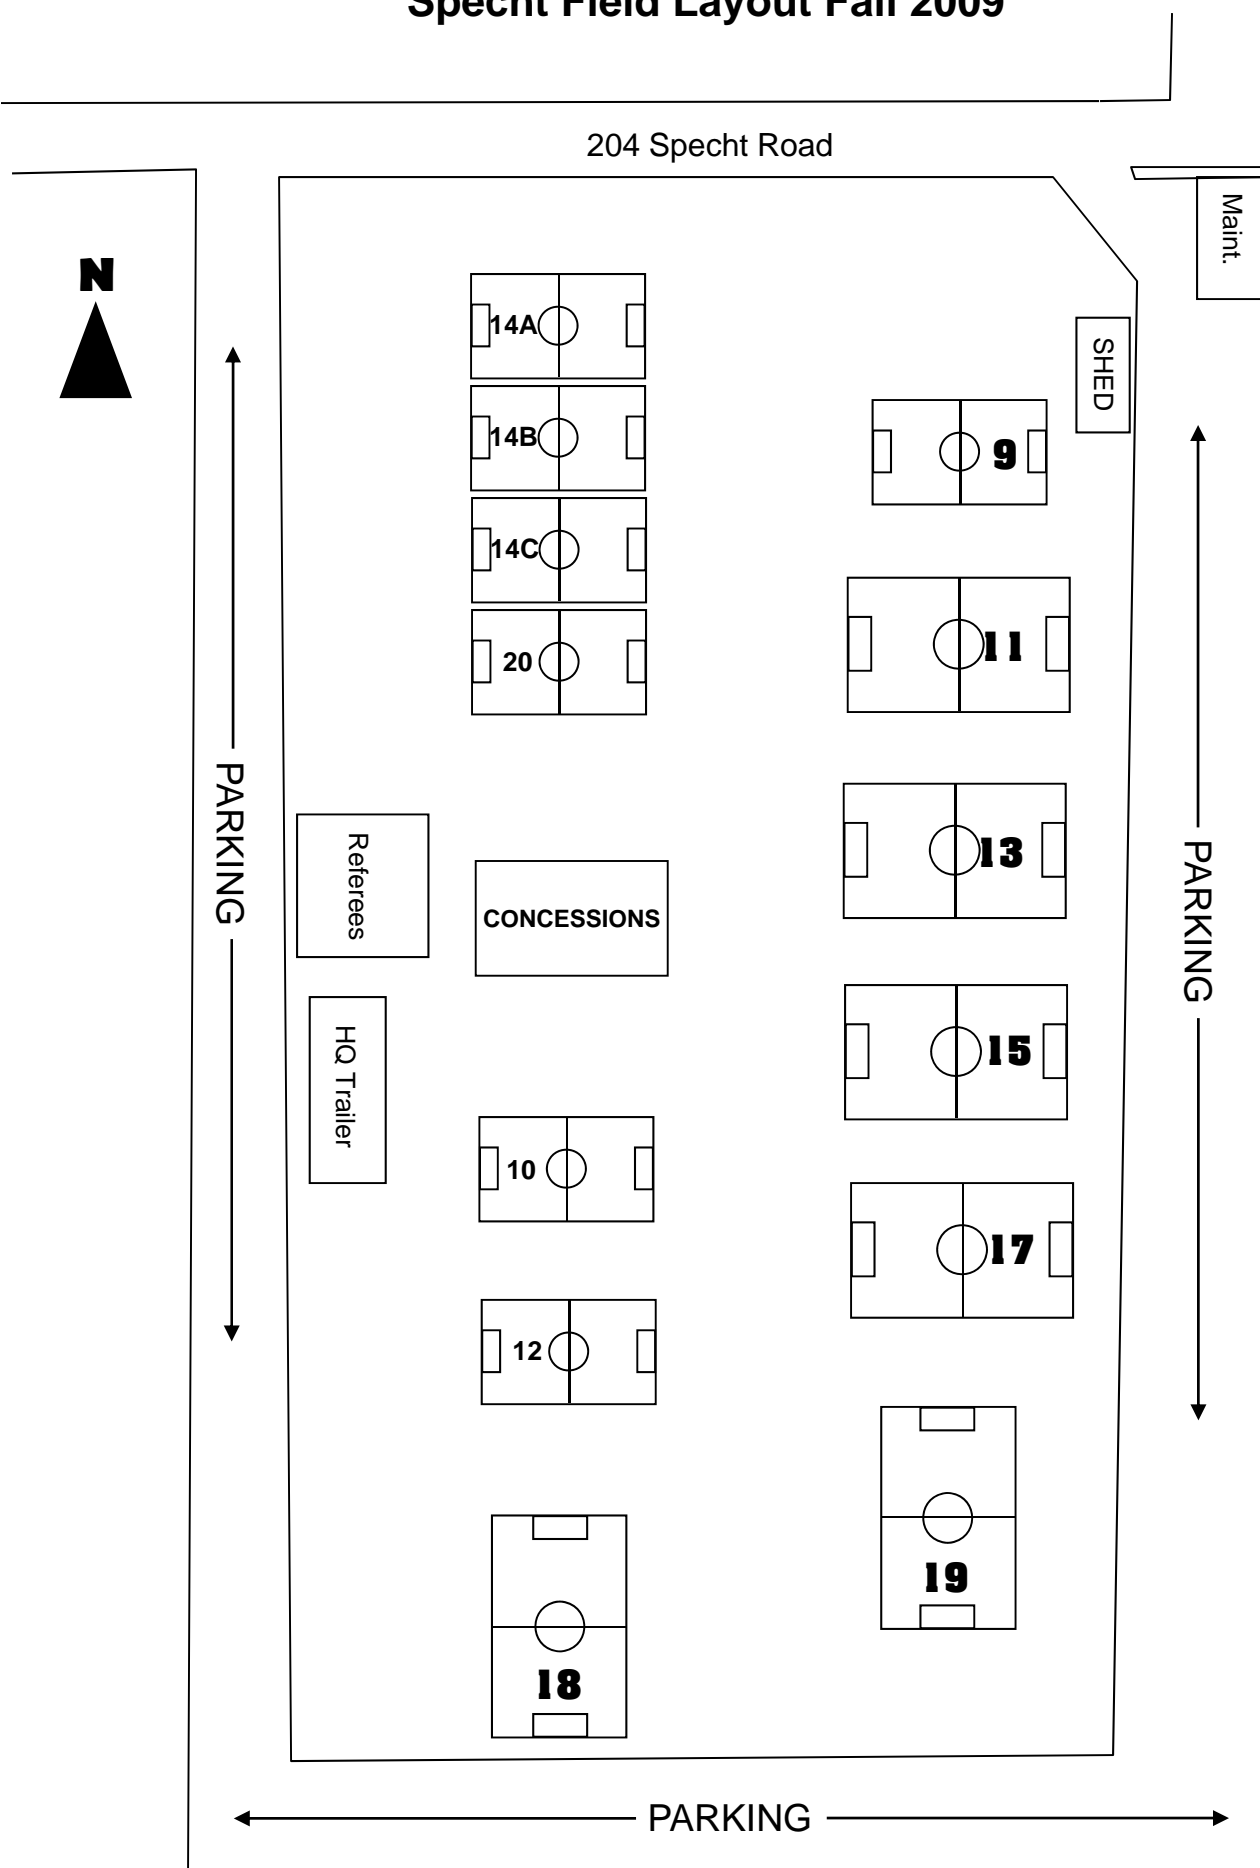 Specht Field Layout Fall 2009
204 Specht Road
Maint.
N
14A
SHED
14B
9
14C
11
20
PARKING
13
Referees
PARKING
CONCESSIONS
15
HQ Trailer
10
17
12
19
18
PARKING